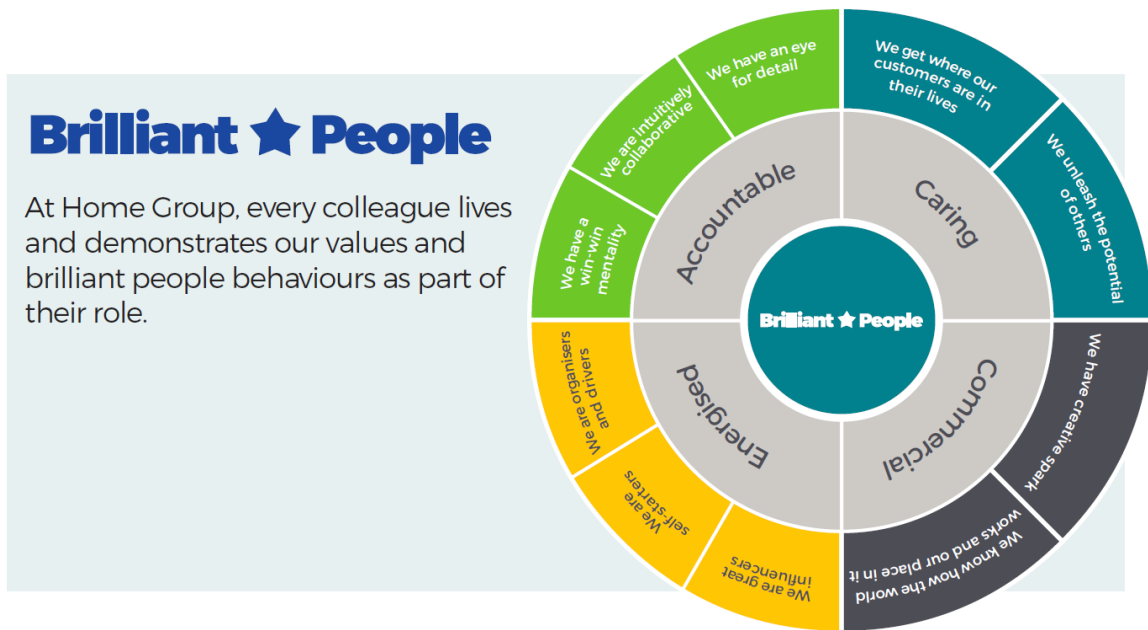 Brilliant People
At Home Group, every colleague lives
and demonstrates our values and
brilliant people behaviours as part of
their role.
We have an eye
for detail
We are intuitively
collaborative
We have a
win-win
mentality
Accountable
We get where our
customers are in
their lives
We unleash the potential
of others
Caring
Brilliant People
We are organisers
and drivers
We are
self-starters
We are great
influencers
Energised
We have creative spark
We know how the world
works and our place in it
Commercial